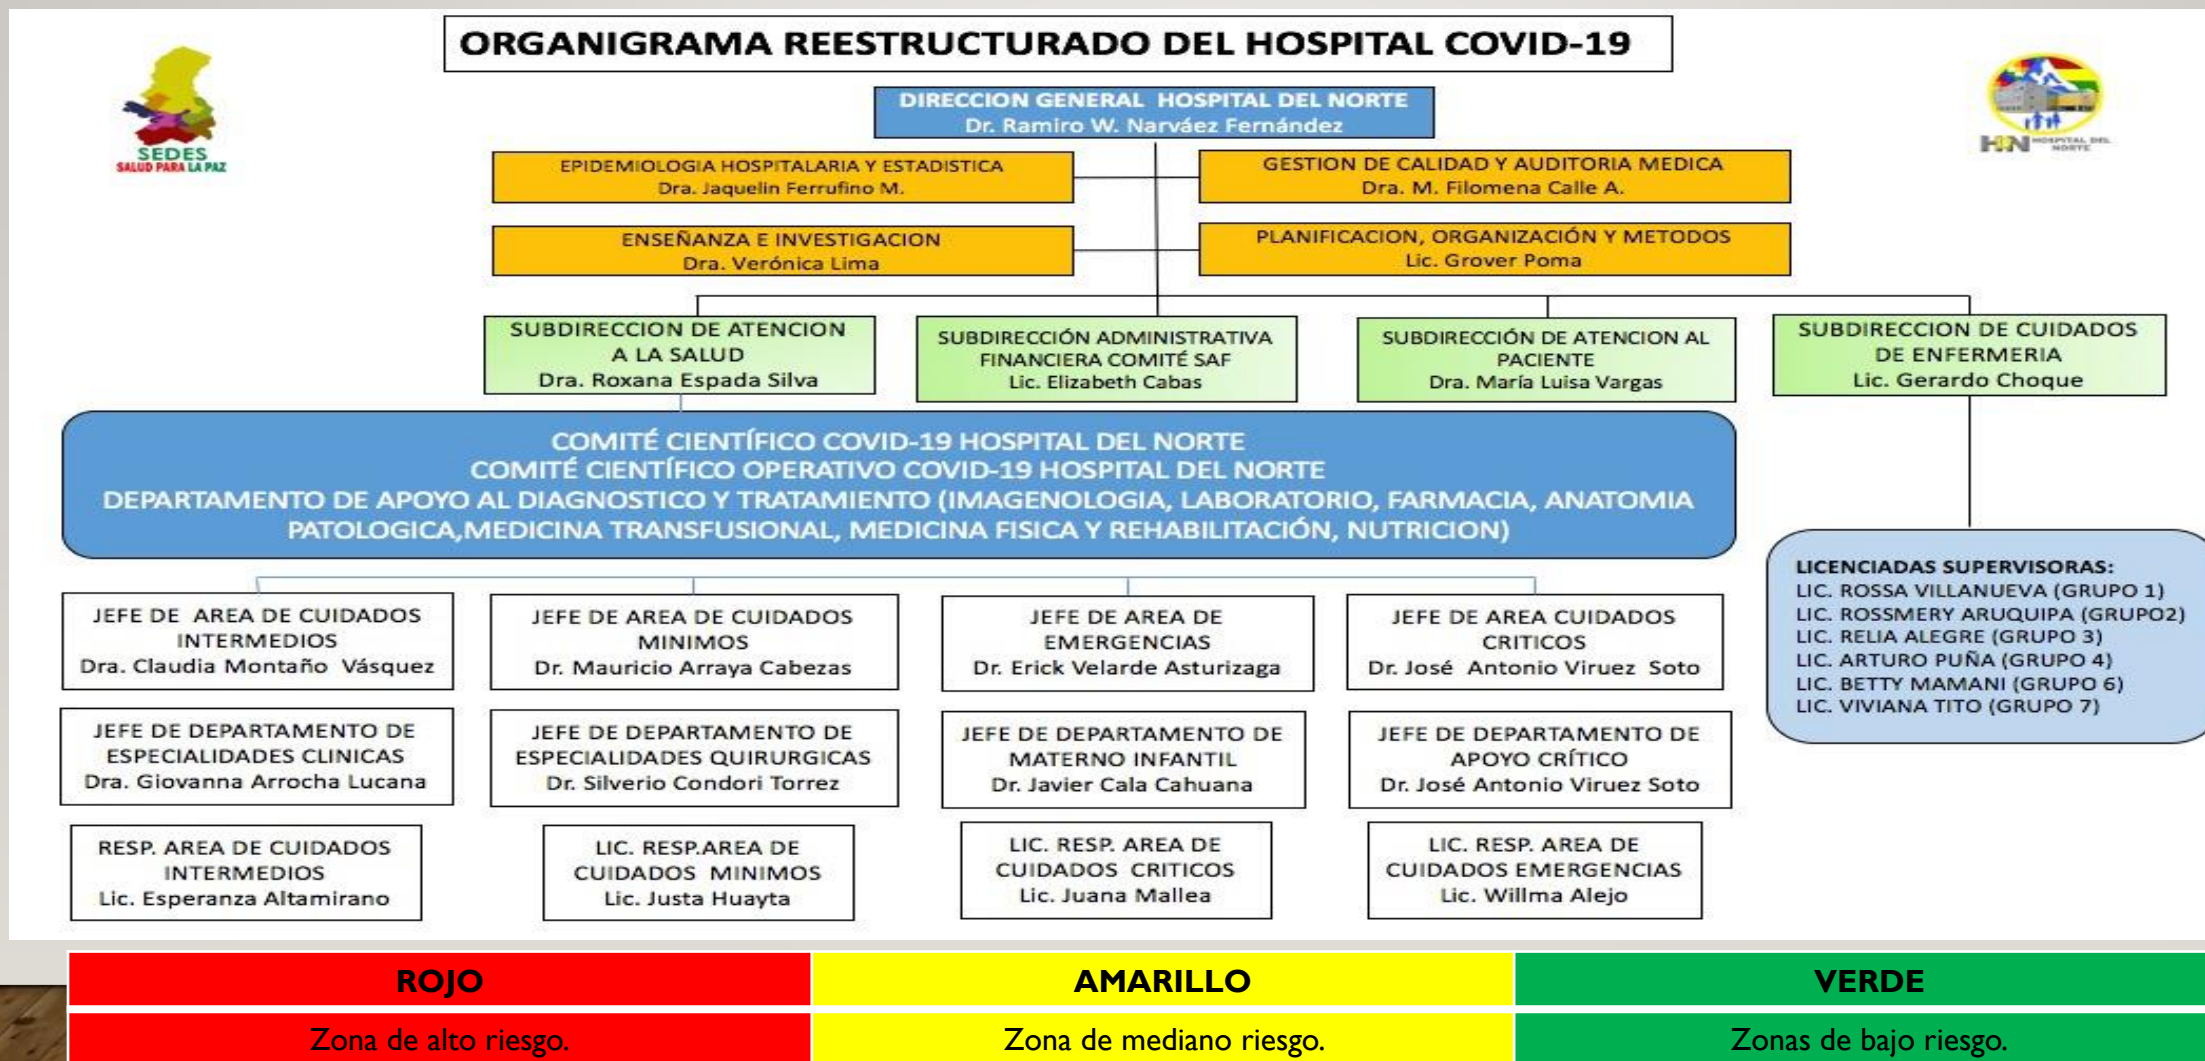 ORGANIGRAMA REESTRUCTURADO DEL HOSPITAL COVID-19
SEDES
SALUD PARA LA PAZ
HDN HOSPITAL DEL
NORTE
DIRECCION GENERAL HOSPITAL DEL NORTE
Dr. Ramiro W. Narváez Fernández
EPIDEMIOLOGIA HOSPITALARIA Y ESTADISTICA
Dra. Jaquelin Ferrufino M.
GESTION DE CALIDAD Y AUDITORIA MEDICA
Dra. M. Filomena Calle A.
ENSEÑANZA E INVESTIGACION
Dra. Verónica Lima
PLANIFICACION, ORGANIZACIÓN Y METODOS
Lic. Grover Poma
SUBDIRECCION DE ATENCION
A LA SALUD
Dra. Roxana Espada Silva
SUBDIRECCIÓN ADMINISTRATIVA
FINANCIERA COMITÉ SAF
Lic. Elizabeth Cabas
SUBDIRECCIÓN DE ATENCION AL
PACIENTE
Dra. María Luisa Vargas
SUBDIRECCION DE CUIDADOS
DE ENFERMERIA
Lic. Gerardo Choque
COMITÉ CIENTÍFICO COVID-19 HOSPITAL DEL NORTE
COMITÉ CIENTÍFICO OPERATIVO COVID-19 HOSPITAL DEL NORTE
DEPARTAMENTO DE APOYO AL DIAGNOSTICO Y TRATAMIENTO (IMAGENOLOGIA, LABORATORIO, FARMACIA, ANATOMIA
PATOLOGICA,MEDICINA TRANSFUSIONAL, MEDICINA FISICA Y REHABILITACIÓN, NUTRICION)
LICENCIADAS SUPERVISORAS:
LIC. ROSSA VILLANUEVA (GRUPO 1)
LIC. ROSSMERY ARUQUIPA (GRUPO2)
LIC. RELIA ALEGRE (GRUPO 3)
LIC. ARTURO PUÑA (GRUPO 4)
LIC. BETTY MAMANI (GRUPO 6)
LIC. VIVIANA TITO (GRUPO 7)
JEFE DE AREA DE CUIDADOS
INTERMEDIOS
Dra. Claudia Montaño Vásquez
JEFE DE AREA DE CUIDADOS
MINIMOS
Dr. Mauricio Arraya Cabezas
JEFE DE AREA DE
EMERGENCIAS
Dr. Erick Velarde Asturizaga
JEFE DE AREA CUIDADOS
CRITICOS
Dr. José Antonio Viruez Soto
JEFE DE DEPARTAMENTO DE
ESPECIALIDADES CLINICAS
Dra. Giovanna Arrocha Lucana
JEFE DE DEPARTAMENTO DE
ESPECIALIDADES QUIRURGICAS
Dr. Silverio Condori Torrez
JEFE DE DEPARTAMENTO DE
MATERNO INFANTIL
Dr. Javier Cala Cahuana
JEFE DE DEPARTAMENTO DE
APOYO CRÍTICO
Dr. José Antonio Viruez Soto
RESP. AREA DE CUIDADOS
INTERMEDIOS
Lic. Esperanza Altamirano
LIC. RESP.AREA DE
CUIDADOS MINIMOS
Lic. Justa Huayta
LIC. RESP. AREA DE
CUIDADOS CRITICOS
Lic. Juana Mallea
LIC. RESP. AREA DE
CUIDADOS EMERGENCIAS
Lic. Willma Alejo
ROJO
AMARILLO
VERDE
Zona de alto riesgo.
Zona de mediano riesgo.
Zonas de bajo riesgo.